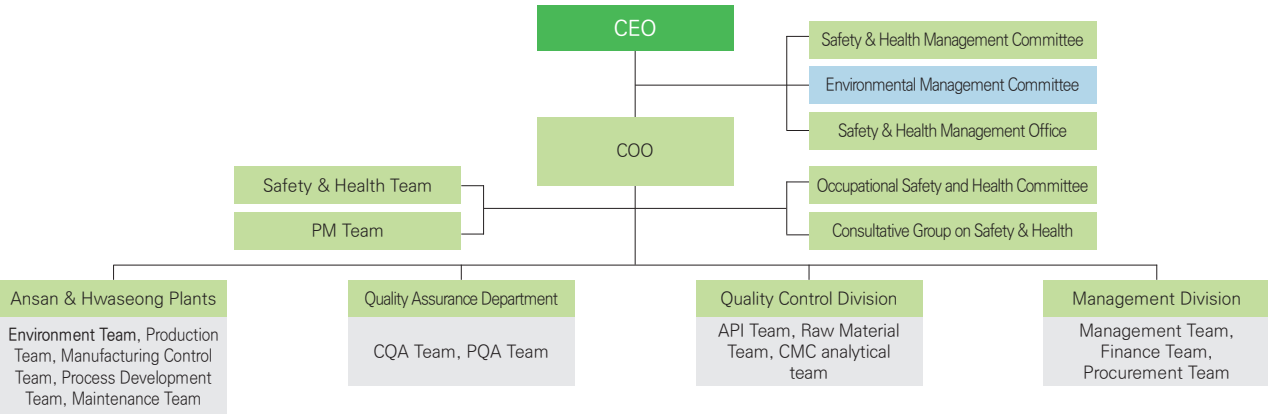 CEO
Safety & Health Management Committee
Environmental Management Committee
Safety & Health Management Office
COO
Safety & Health Team
PM Team
Occupational Safety and Health Committee
Consultative Group on Safety & Health
Ansan & Hwaseong Plants
Environment Team, Production
Team, Manufacturing Control
Team, Process Development
Team, Maintenance Team
Quality Assurance Department
CQA Team, PQA Team
Quality Control Division
API Team, Raw Material
Team, CMC analytical
team
Management Division
Management Team,
Finance Team,
Procurement Team